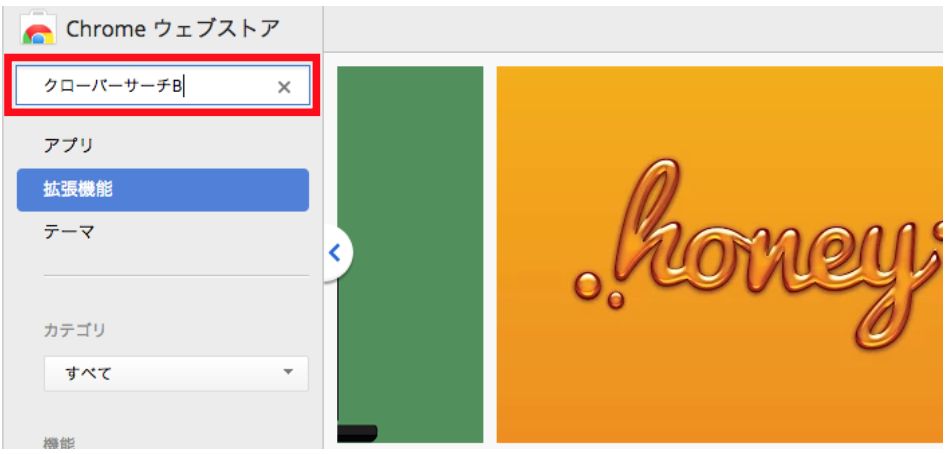 Chrome ウェブストア
クローバーサーチB
アプリ
拡張機能
テーマ
カテゴリ
すべて
機能
honey